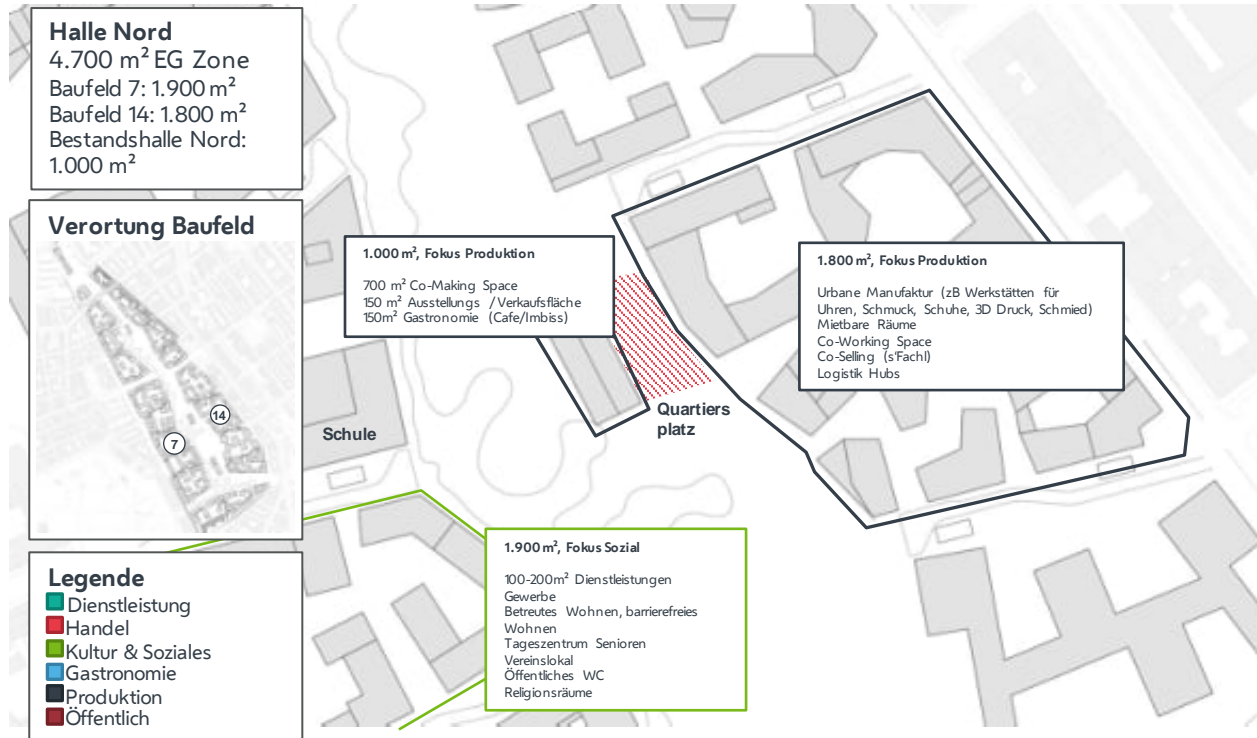 Halle Nord
4.700 m² EG Zone
Baufeld 7: 1.900 m²
Baufeld 14: 1.800 m²
Bestandshalle Nord:
1.000 m²
Verortung Baufeld
14
7
Legende
Dienstleistung
Handel
Kultur & Soziales
Gastronomie
Produktion
Öffentlich
1.000 m², Fokus Produktion
700 m² Co-Making Space
150 m² Ausstellungs /Verkaufsfläche
150m² Gastronomie (Cafe/Imbiss)
1.800 m², Fokus Produktion
Urbane Manufaktur (zB Werkstätten für
Uhren, Schmuck, Schuhe, 3D Druck, Schmied)
Mietbare Räume
Co-Working Space
Co-Selling (s'Fachl)
Logistik Hubs
Quartiers
platz
Schule
1.900 m², Fokus Sozial
100-200m² Dienstleistungen
Gewerbe
Betreutes Wohnen, barrierefreies
Wohnen
Tageszentrum Senioren
Vereinslokal
Öffentliches WC
Religionsräume